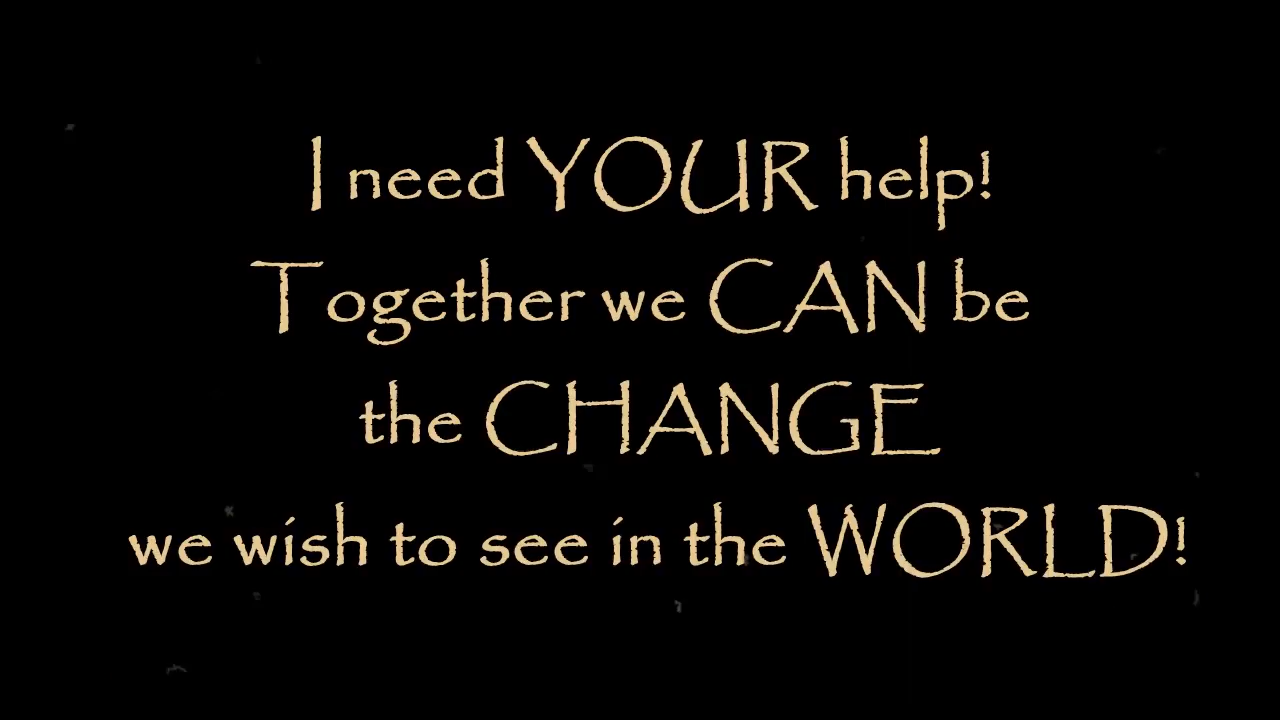 I need YOUR help!
Together we CAN be
the CHANGE
we wish to see in the WORLD!